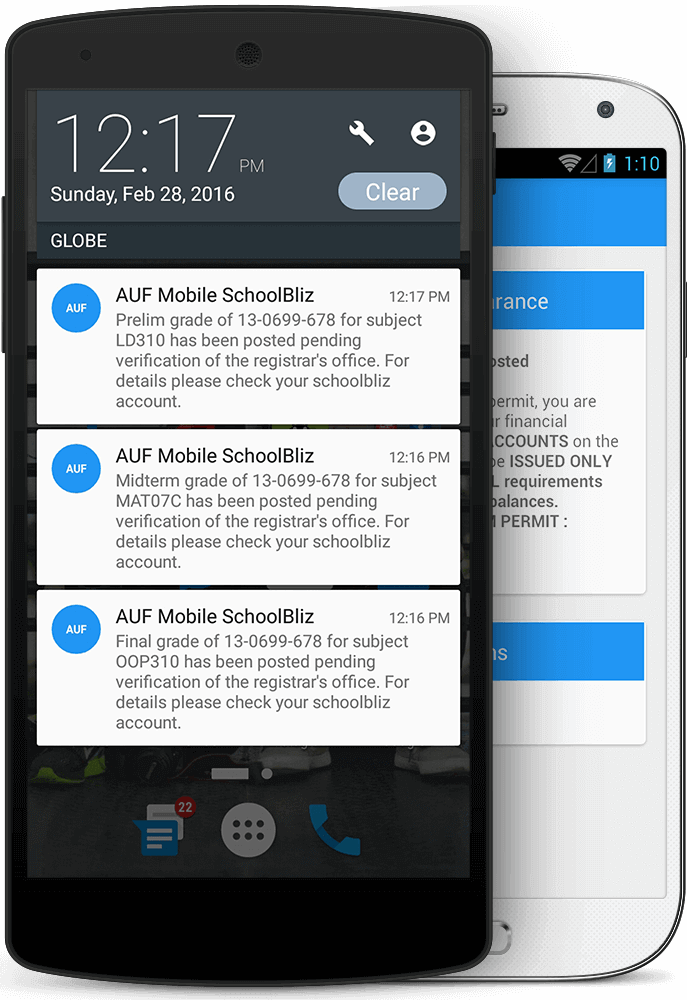 12:17 PM
Sunday, Feb 28, 2016
Clear
GLOBE
AUF
AUF Mobile SchoolBliz
12:17 PM
Prelim grade of 13-0699-678 for subject
LD310 has been posted pending
verification of the registrar's office. For
details please check your schoolbliz
account.
AUF
AUF Mobile SchoolBliz
12:16 PM
Midterm grade of 13-0699-678 for subject
MAT07C has been posted pending
verification of the registrar's office. For
details please check your schoolbliz
account.
AUF
AUF Mobile SchoolBliz
12:16 PM
Final grade of 13-0699-678 for subject
OOP310 has been posted pending
verification of the registrar's office. For
details please check your schoolbliz
account.
22
1:10
permit, you are
financial
ACCOUNTS on the
ISSUED ONLY
requirements
balances.
PERMIT :